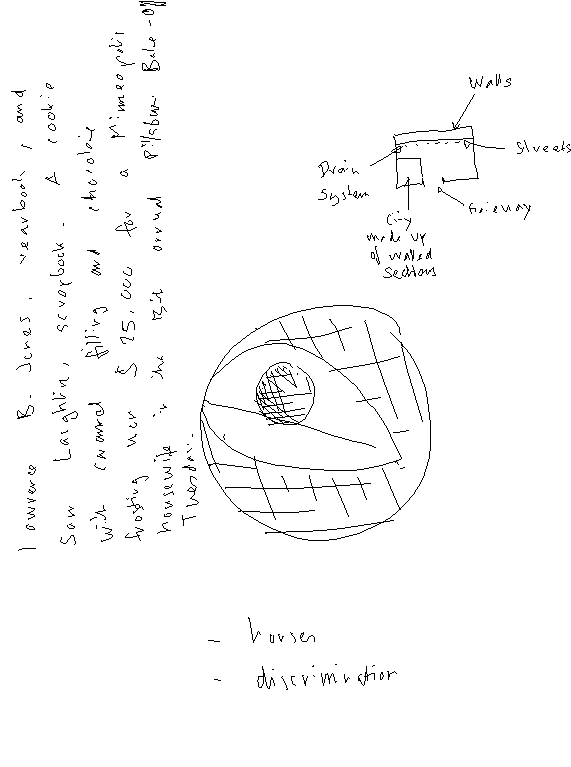 Lawrence B. Jones, yearbook, and
Sam Laughlin, scrapbook. A cookie
with caramel filling and chocolate
frosting won $ 25,000 for a Minneapolis
housewife in the annual Pillsbury Bake-Off
Tuesday.
Walls
Streets
Drain
System
Gateway
City
made up
of walled
sections
- houses
- discrimination